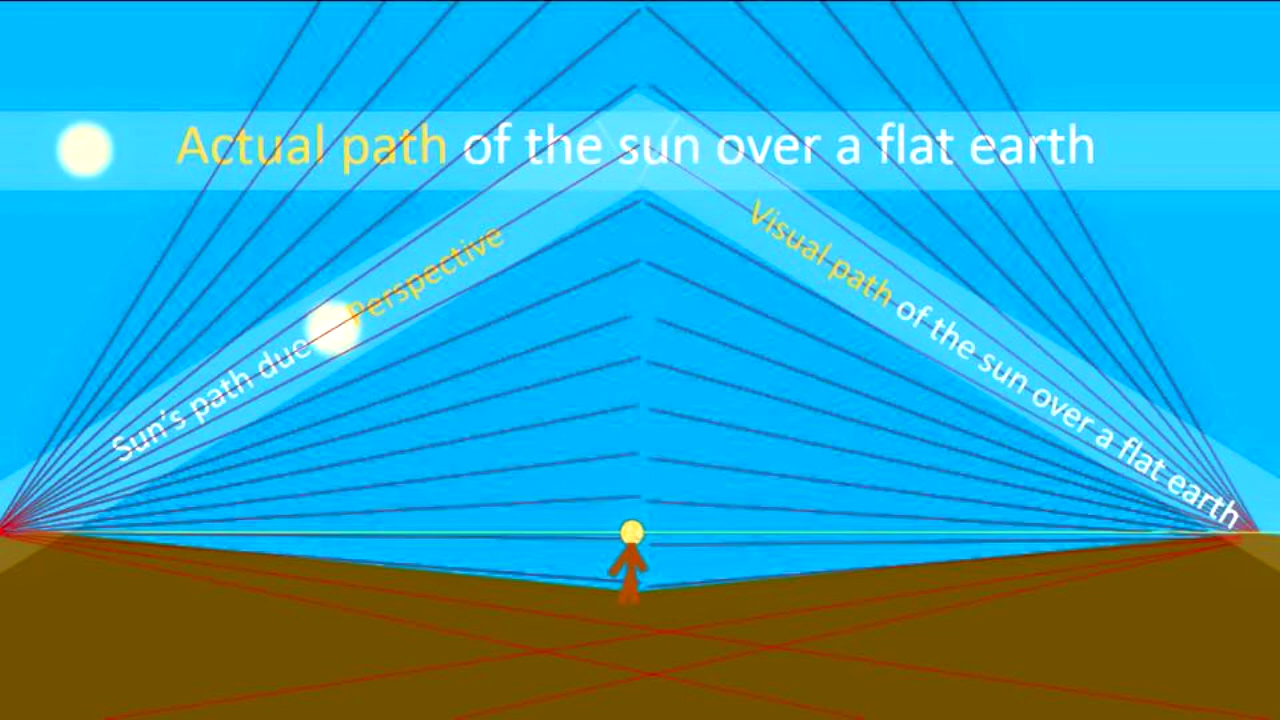 Actual path of the sun over a flat earth
Sun's path due Perspective
Visual path of the sun over a flat earth